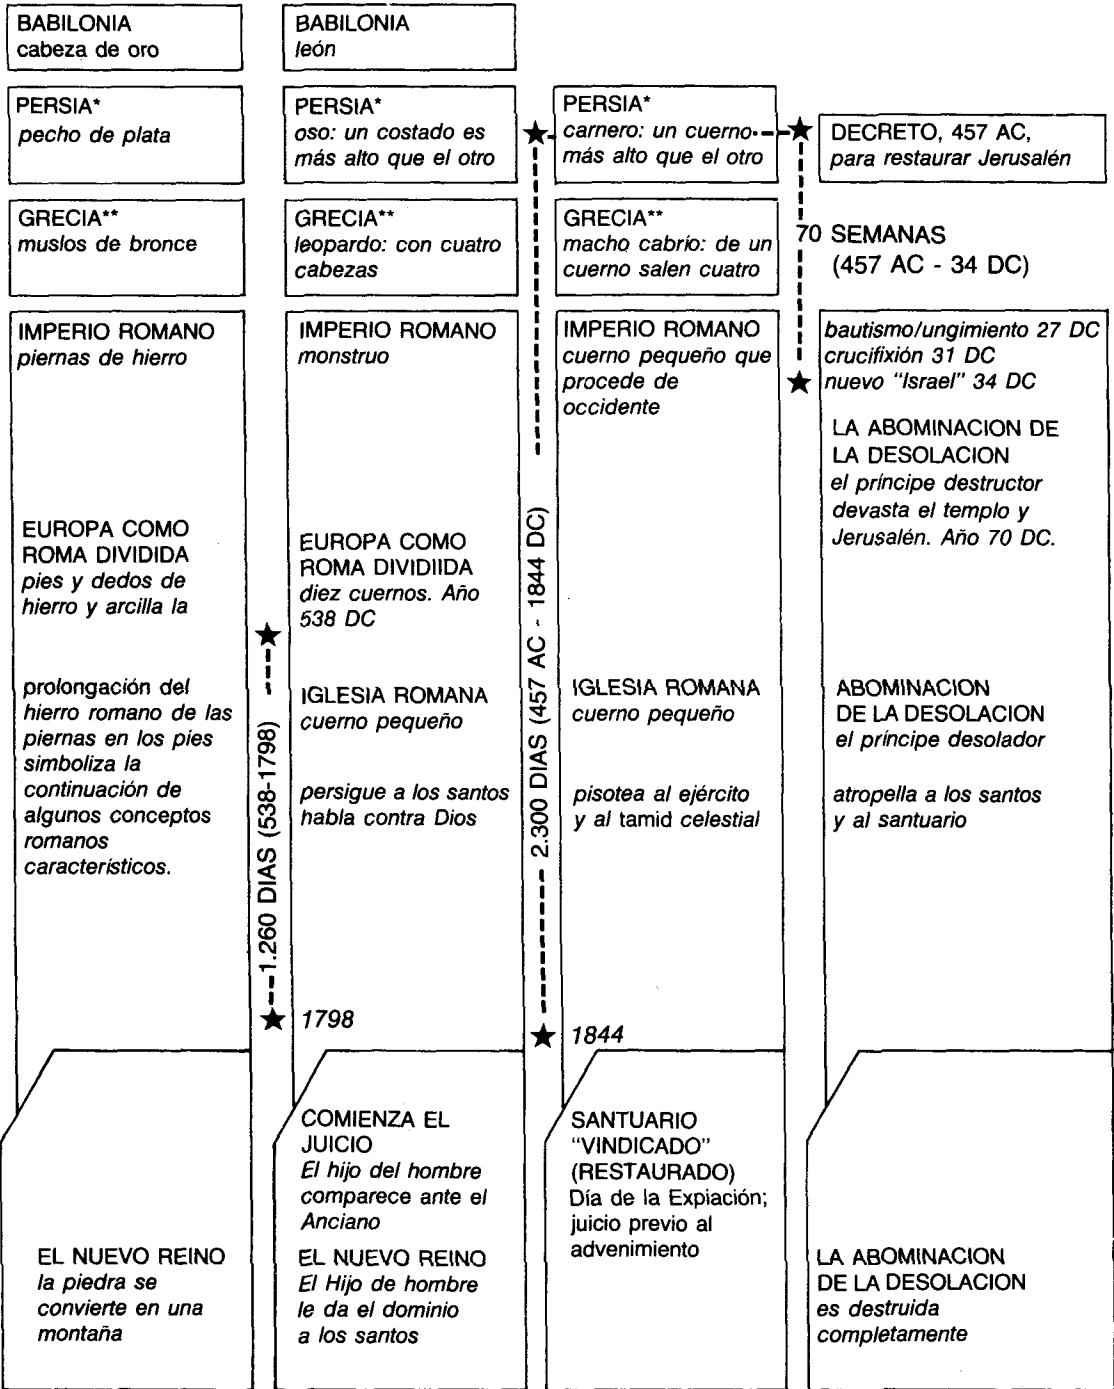 BABILONIA
cabeza de oro
PERSIA*
pecho de plata
GRECIA**
muslos de bronce
IMPERIO ROMANO
piernas de hierro
EUROPA COMO
ROMA DIVIDIDA
pies y dedos de
hierro y arcilla la
prolongación del
hierro romano de las
piernas en los pies
simboliza la
continuación de
algunos conceptos
romanos
característicos.
EL NUEVO REINO
la piedra se
convierte en una
montaña
1.260 DIAS (538-1798)
BABILONIA
león
PERSIA*
oso: un costado es
más alto que el otro
GRECIA**
leopardo: con cuatro
cabezas
IMPERIO ROMANO
monstruo
EUROPA COMO
ROMA DIVIDIIDA
diez cuernos. Año
538 DC
IGLESIA ROMANA
cuerno pequeño
persigue a los santos
habla contra Dios
1798
COMIENZA EL
JUICIO
El hijo del hombre
comparece ante el
Anciano
EL NUEVO REINO
El Hijo de hombre
le da el dominio
a los santos
2.300 DIAS (457 AC - 1844 DC)
PERSIA*
carnero: un cuerno
más alto que el otro
GRECIA**
macho cabrío: de un
cuerno salen cuatro
IMPERIO ROMANO
cuerno pequeño que
procede de
occidente
IGLESIA ROMANA
cuerno pequeño
pisotea al ejército
y al tamid celestial
1844
SANTUARIO
"VINDICADO"
(RESTAURADO)
Día de la Expiación;
juicio previo al
advenimiento
DECRETO, 457 AC,
para restaurar Jerusalén
70 SEMANAS
(457 AC - 34 DC)
bautismo/ungimiento 27 DC
crucifixión 31 DC
nuevo "Israel" 34 DC
LA ABOMINACION DE
LA DESOLACION
el príncipe destructor
devasta el templo y
Jerusalén. Año 70 DC.
ABOMINACION
DE LA DESOLACION
el príncipe desolador
atropella a los santos
y al santuario
LA ABOMINACION
DE LA DESOLACION
es destruida
completamente